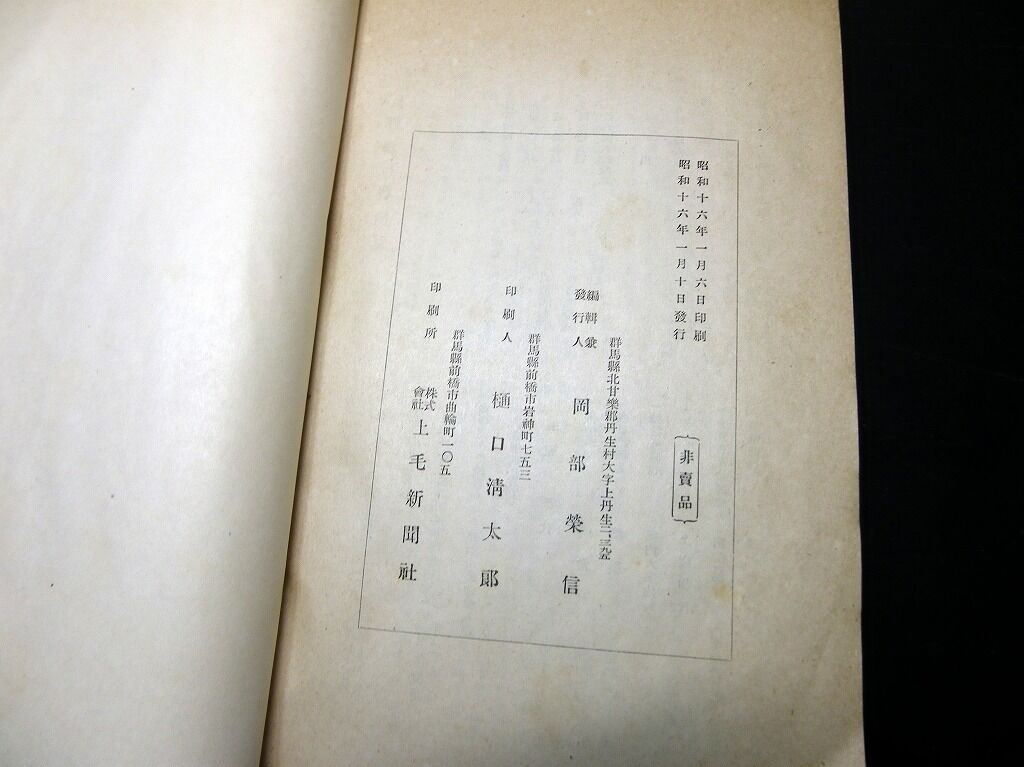 昭和十六年一月六日印刷
昭和十六年一月十日發行
非賣品
群馬縣北甘樂郡丹生村大字上丹生二、三
編輯兼
發行人
岡部榮信
群馬縣前橋市岩神町七五三
印刷人
樋口淸太郎
群馬縣前橋市曲輪町一〇五
印刷所
株式會社
上毛新聞社